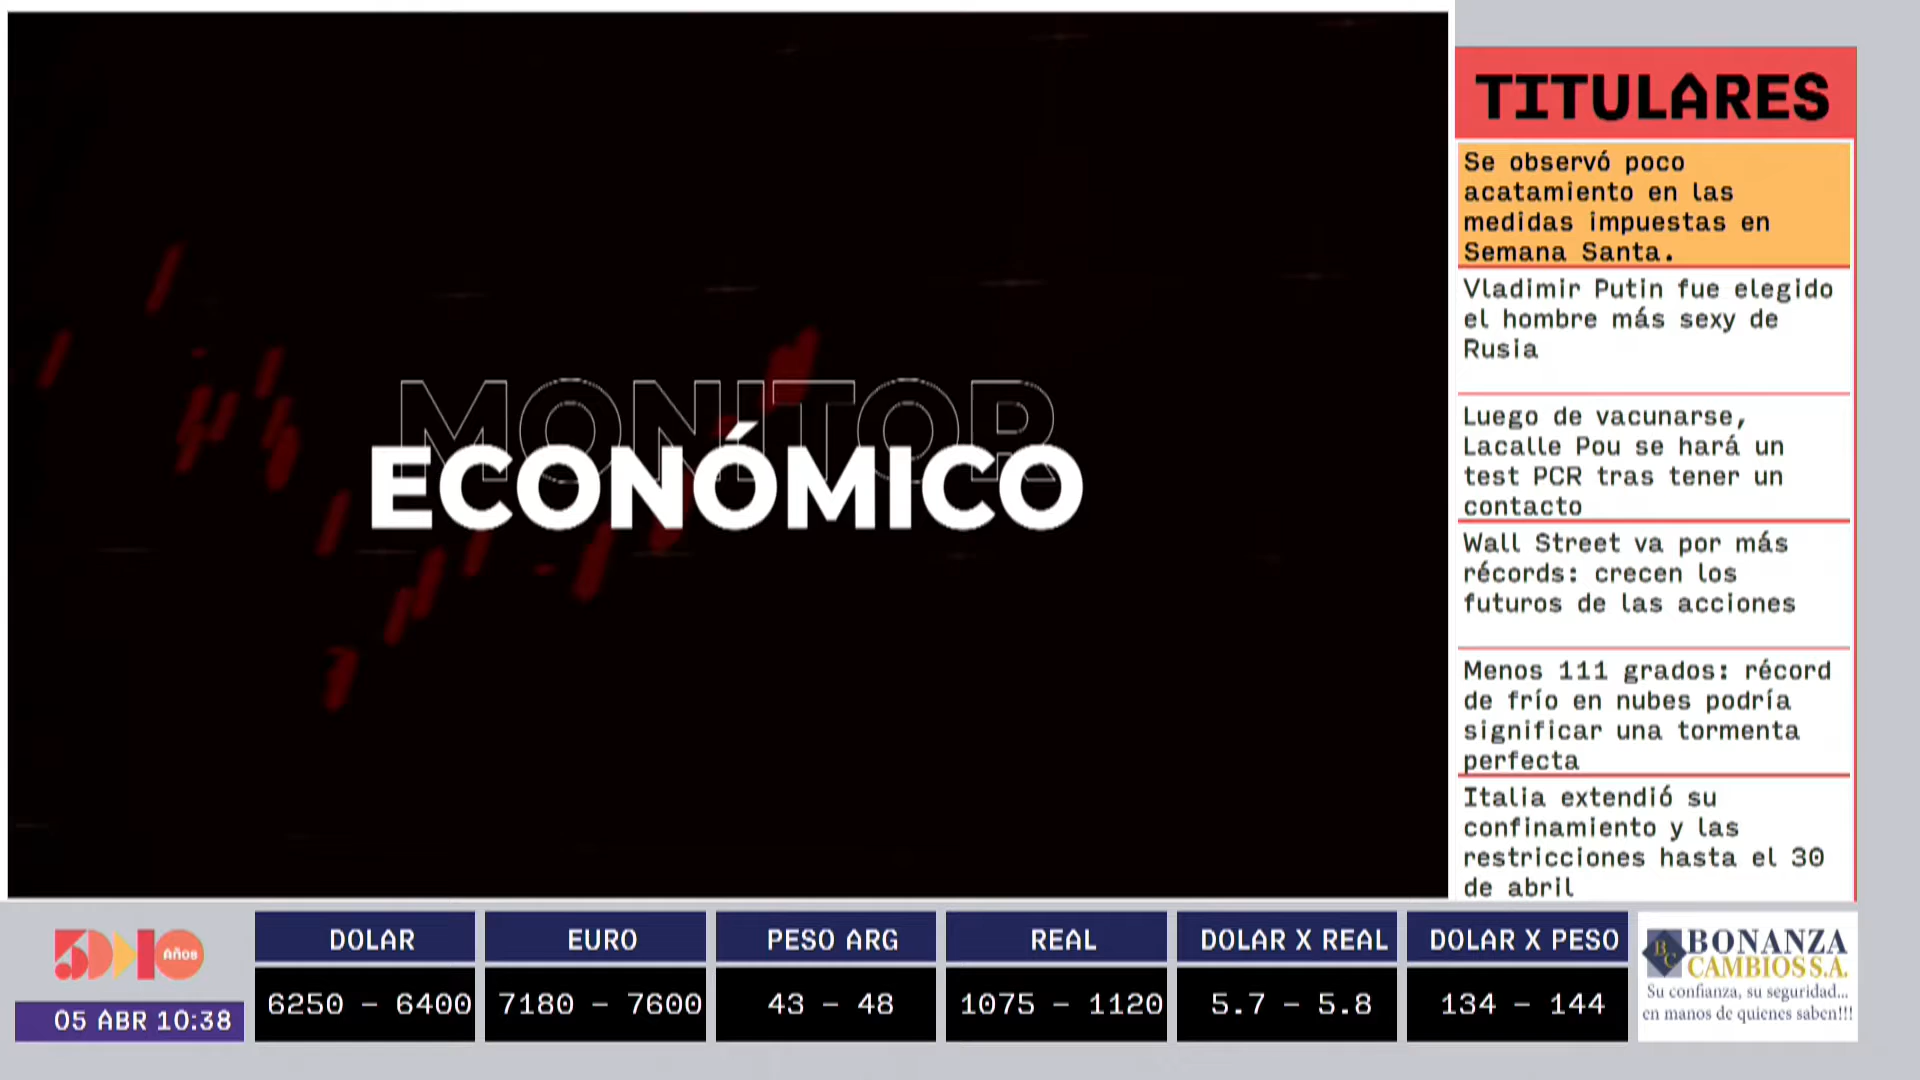 MONITOR
ECONÓMICO
TITULARES
Se observó poco
acatamiento en las
medidas impuestas en
Semana Santa.
Vladimir Putin fue elegido
el hombre más sexy de
Rusia
Luego de vacunarse,
Lacalle Pou se hará un
test PCR tras tener un
contacto
Wall Street va por más
récords: crecen los
futuros de las acciones
Menos 111 grados: récord
de frío en nubes podría
significar una tormenta
perfecta
Italia extendió su
confinamiento y las
restricciones hasta el 30
de abril
Años
05 ABR 10:38
DOLAR
6250 - 6400
EURO
7180 - 7600
PESO ARG
43 - 48
REAL
1075 - 1120
DOLAR X REAL
5.7 - 5.8
DOLAR X PESO
134 - 144
BC
BONANZA
CAMBIOS S.A.
Su confianza, su seguridad...
en manos de quienes saben!!!